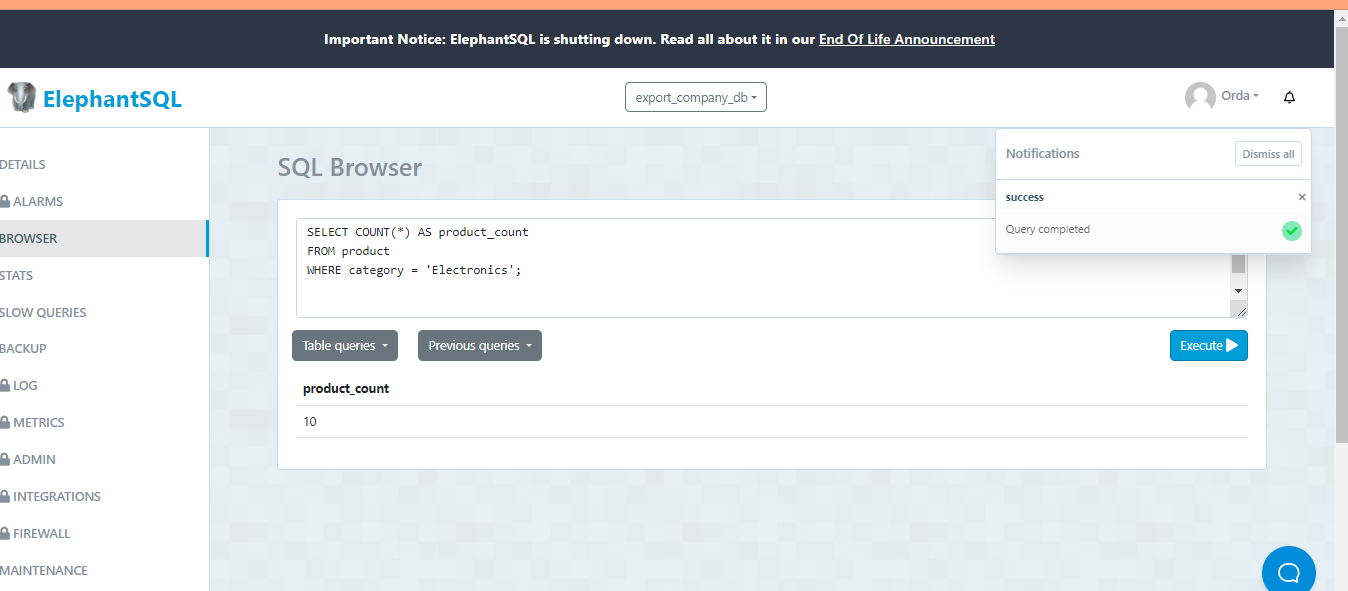 Important Notice: ElephantSQL is shutting down. Read all about it in our End Of Life Announcement
ElephantSQL
export_company_db
Orda
DETAILS
ALARMS
BROWSER
STATS
SLOW QUERIES
BACKUP
LOG
METRICS
ADMIN
INTEGRATIONS
FIREWALL
MAINTENANCE
SQL Browser
Notifications
Dismiss all
success
×
Query completed
SELECT COUNT(*) AS product_count
FROM product
WHERE category = 'Electronics';
Table queries
Previous queries
Execute
product_count
10